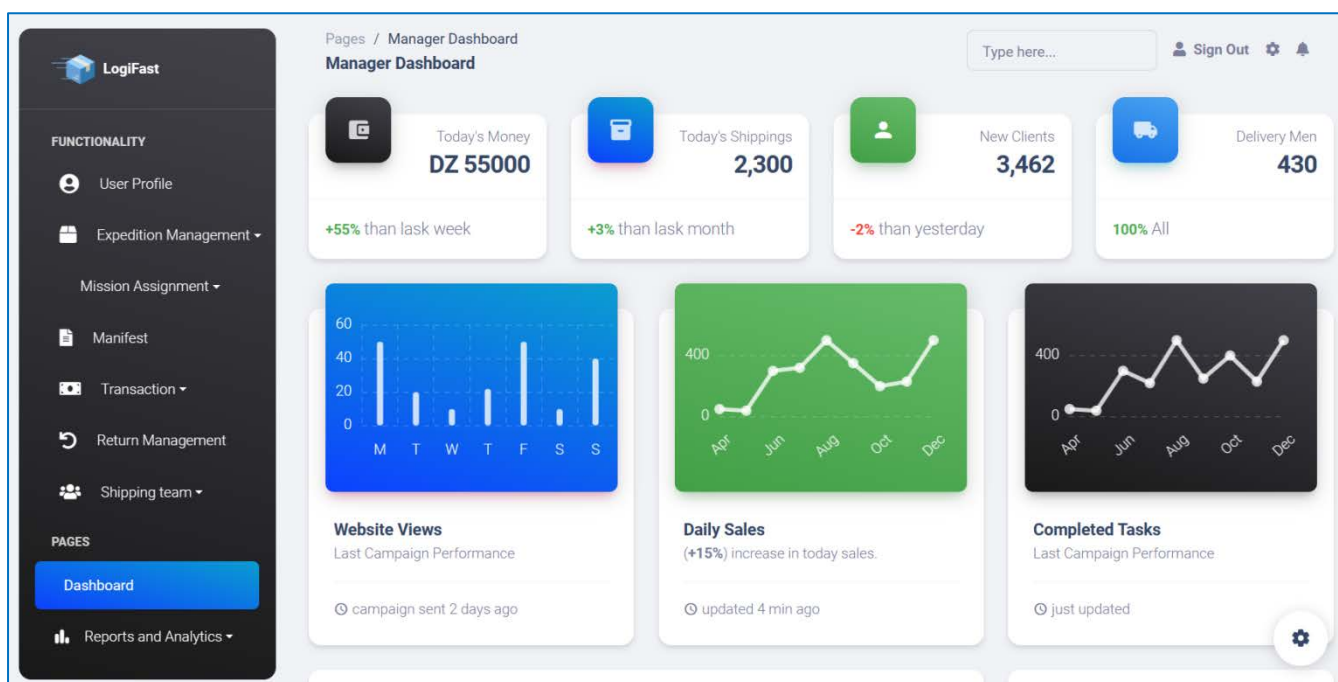 LogiFast
FUNCTIONALITY
User Profile
Expedition Management
Mission Assignment
Manifest
Transaction
Return Management
Shipping team
PAGES
Dashboard
Reports and Analytics
Pages / Manager Dashboard
Manager Dashboard
Type here...
Sign Out
Today's Money
DZ 55000
+55% than lask week
Today's Shippings
2,300
+3% than lask month
New Clients
3,462
-2% than yesterday
Delivery Men
430
100% All
60
40
20
0
M T W T F S S
Website Views
Last Campaign Performance
campaign sent 2 days ago
400
0
Apr Jun Aug Oct Dec
Daily Sales
(+15%) increase in today sales.
updated 4 min ago
400
0
Apr Jun Aug Oct Dec
Completed Tasks
Last Campaign Performance
just updated